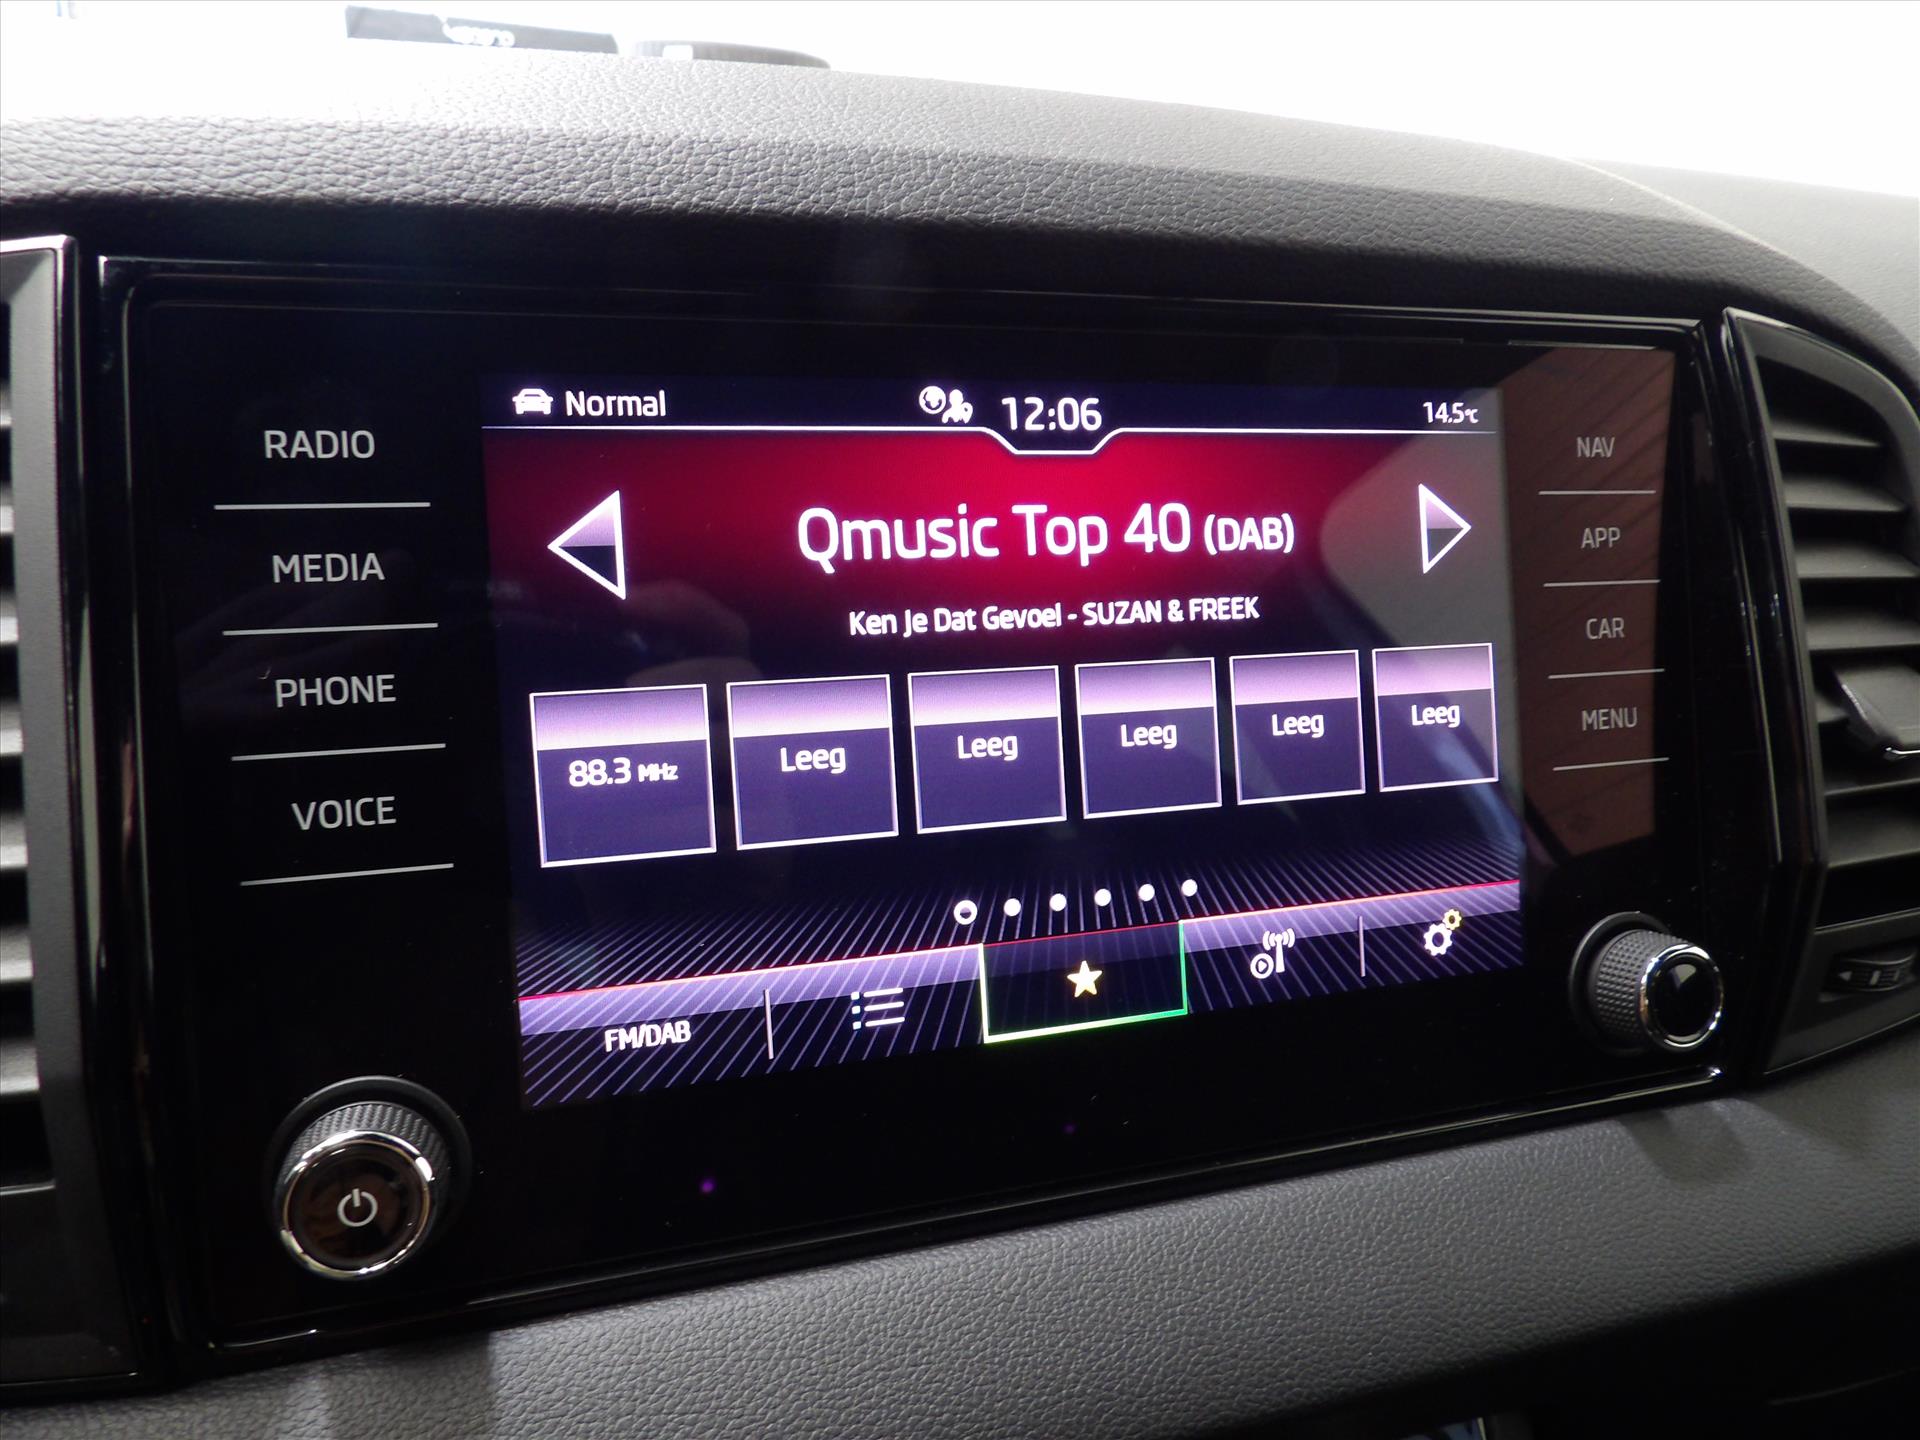 Normal
12:06
14.5°C
RADIO
MEDIA
PHONE
VOICE
Qmusic Top 40 (DAB)
Ken Je Dat Gevoel - SUZAN & FREEK
88.3 MHz
Leeg
Leeg
Leeg
Leeg
Leeg
FM/DAB
NAV
APP
CAR
MENU